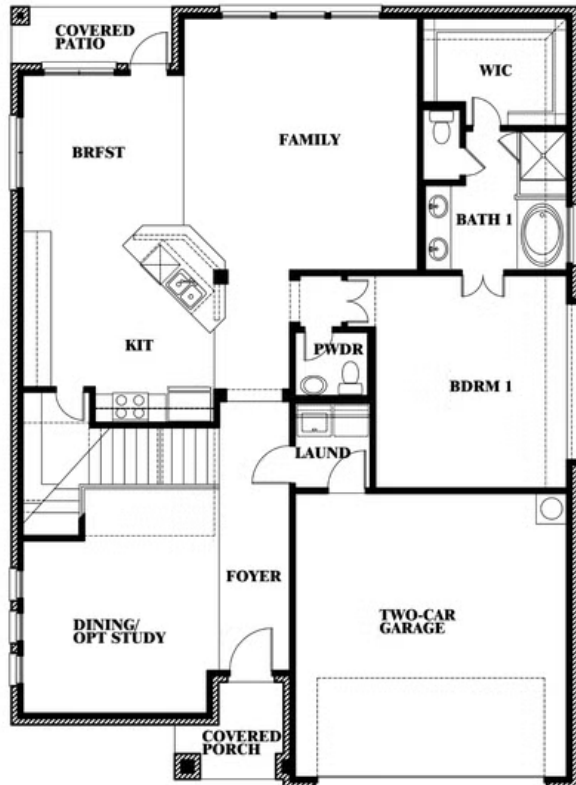 COVERED
PATIO
WIC
BRFST
FAMILY
BATH 1
KIT
PWDR
BDRM 1
LAUND
FOYER
DINING/
OPT STUDY
TWO-CAR
GARAGE
COVERED
PORCH